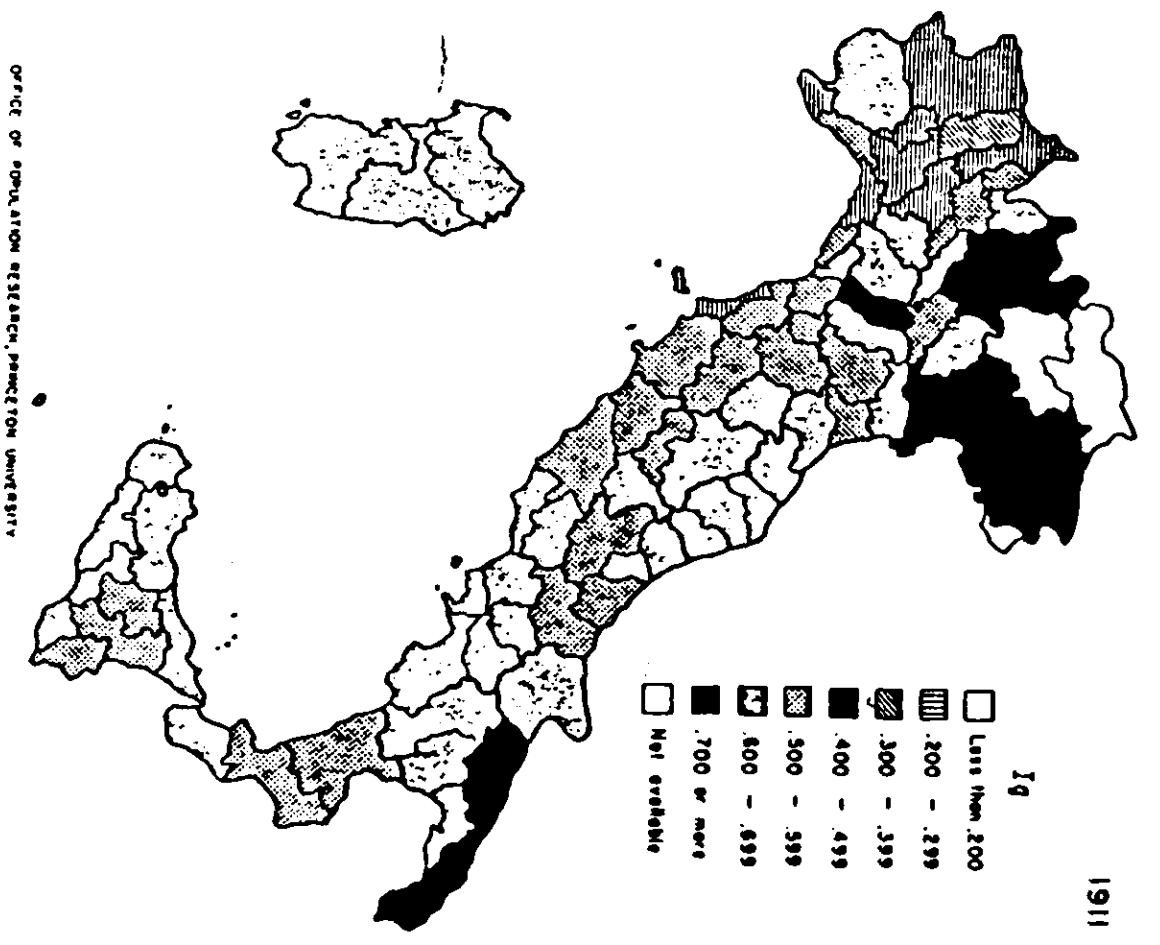 1911
Ig
Less than .200
.200 - .299
.300 - .399
.400 - .499
.500 - .599
.600 - .699
.700 or more
Not available
OFFICE OF POPULATION RESEARCH, PRINCETON UNIVERSITY